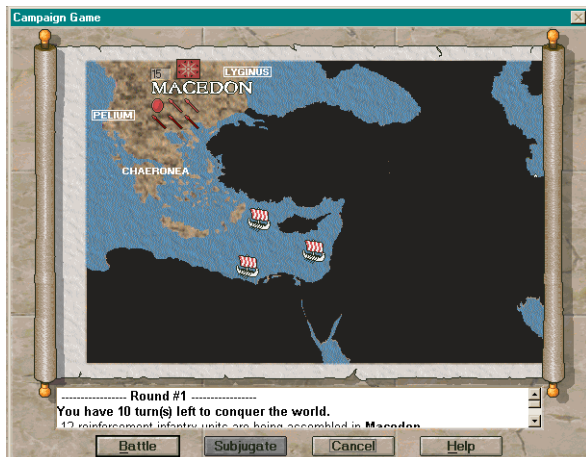 Campaign Game
15
LYGINUS
MACEDON
PELIUM
CHAERONEA
---------------- Round #1 ----------------
You have 10 turn(s) left to conquer the world.
12 reinforcement infantry units are being assembled in Macedon
Battle
Subjugate
Cancel
Help